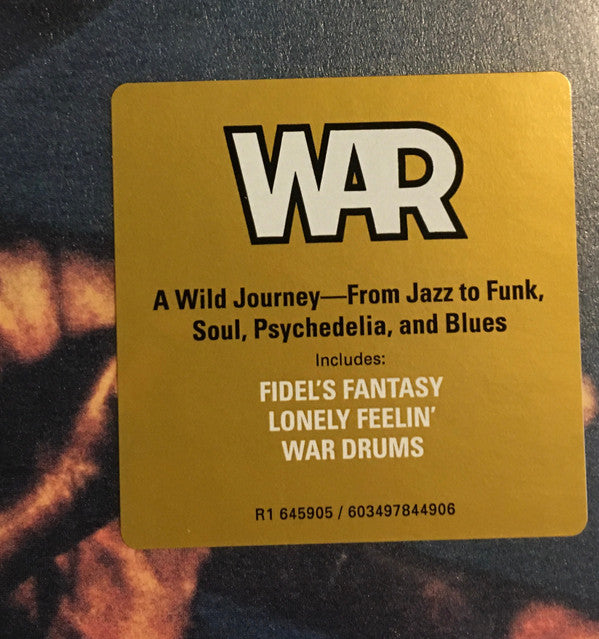 WAR
A Wild Journey—From Jazz to Funk,
Soul, Psychedelia, and Blues
Includes:
FIDEL'S FANTASY
LONELY FEELIN'
WAR DRUMS
R1 645905 / 603497844906